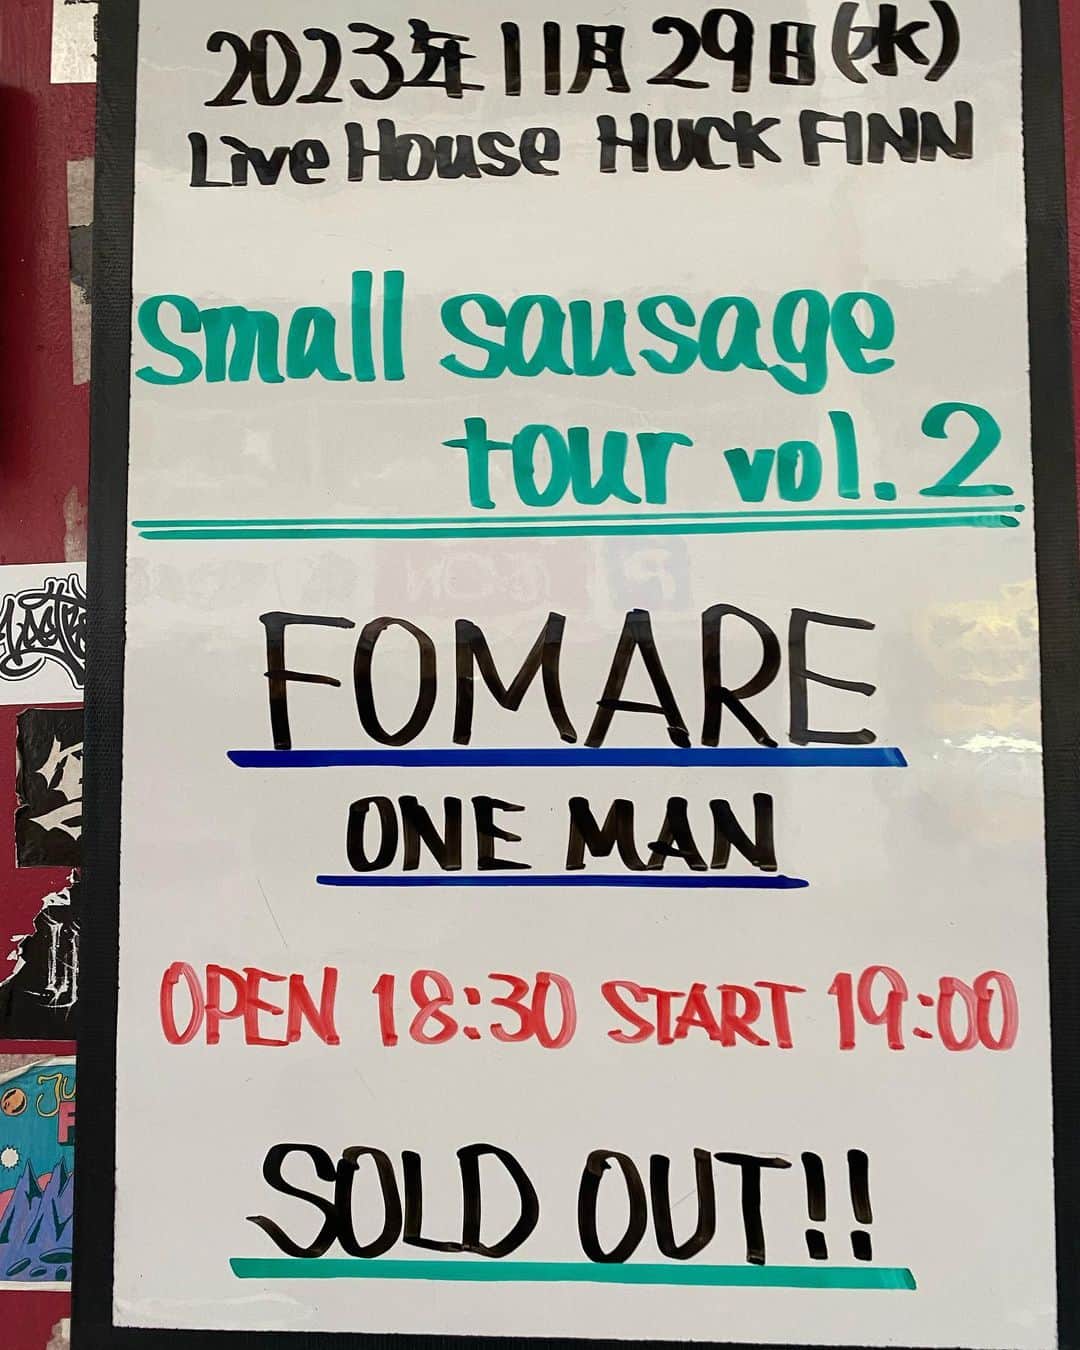 2023年11月29日(水)
Live House HUCK FINN
small sausage
tour vol.2
FOMARE
ONE MAN
OPEN 18:30 START 19:00
SOLD OUT!!